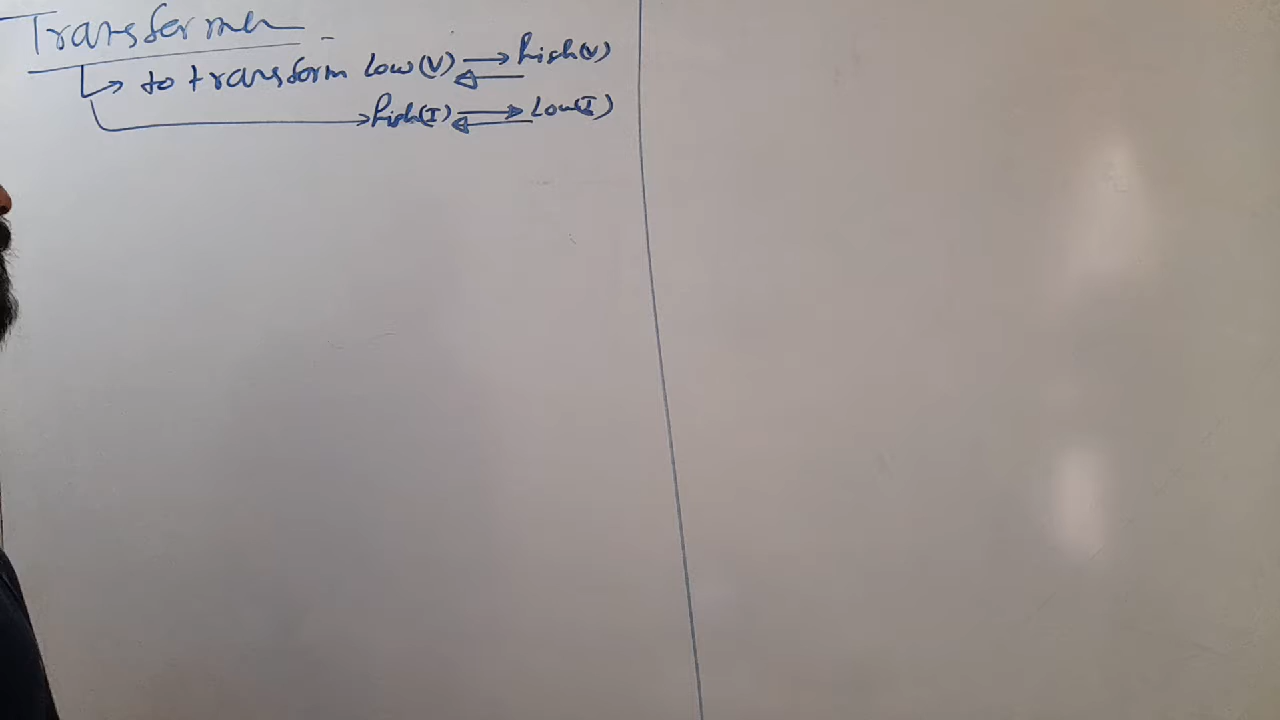 Transformer
to transform Low(V) ⇄ high(V)
high(I) ⇄ Low(I)